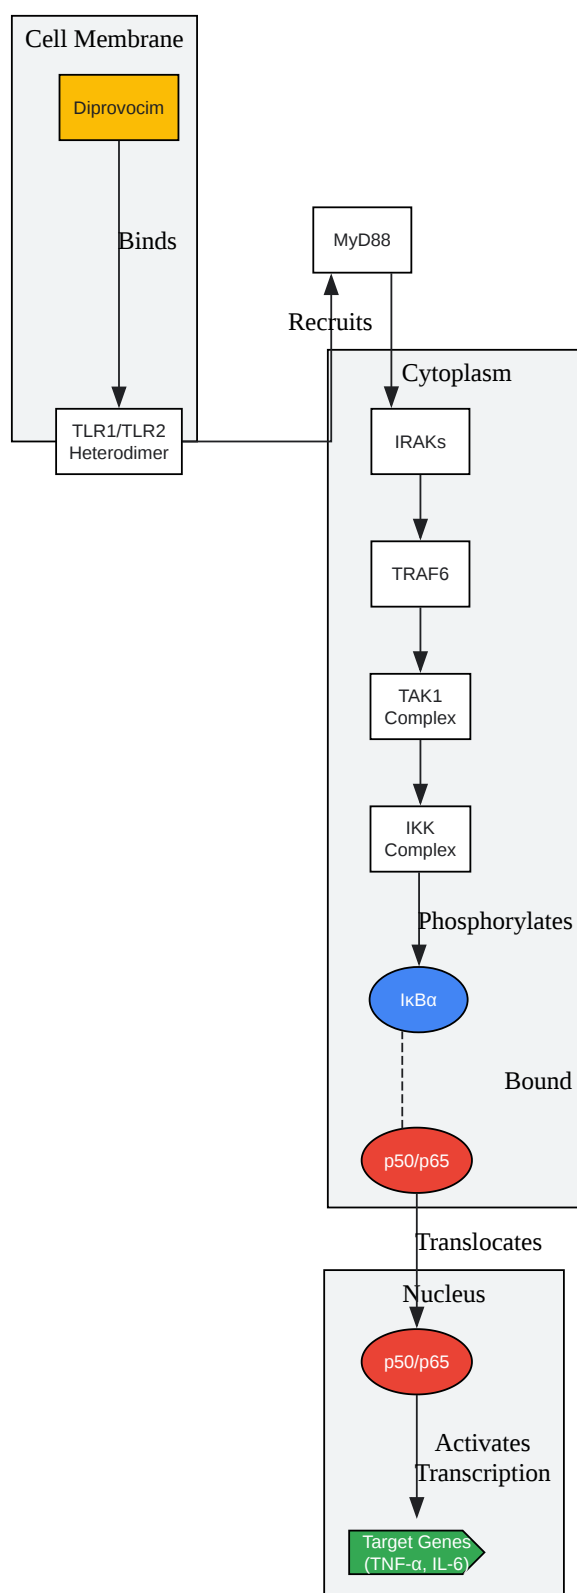 Cell Membrane
Diprovocim
Binds
TLR1/TLR2
Heterodimer
MyD88
Recruits
Cytoplasm
IRAKs
TRAF6
TAK1
Complex
IKK
Complex
Phosphorylates
IκBα
Bound
p50/p65
Translocates
Nucleus
p50/p65
Activates
Transcription
Target Genes
(TNF-α, IL-6)